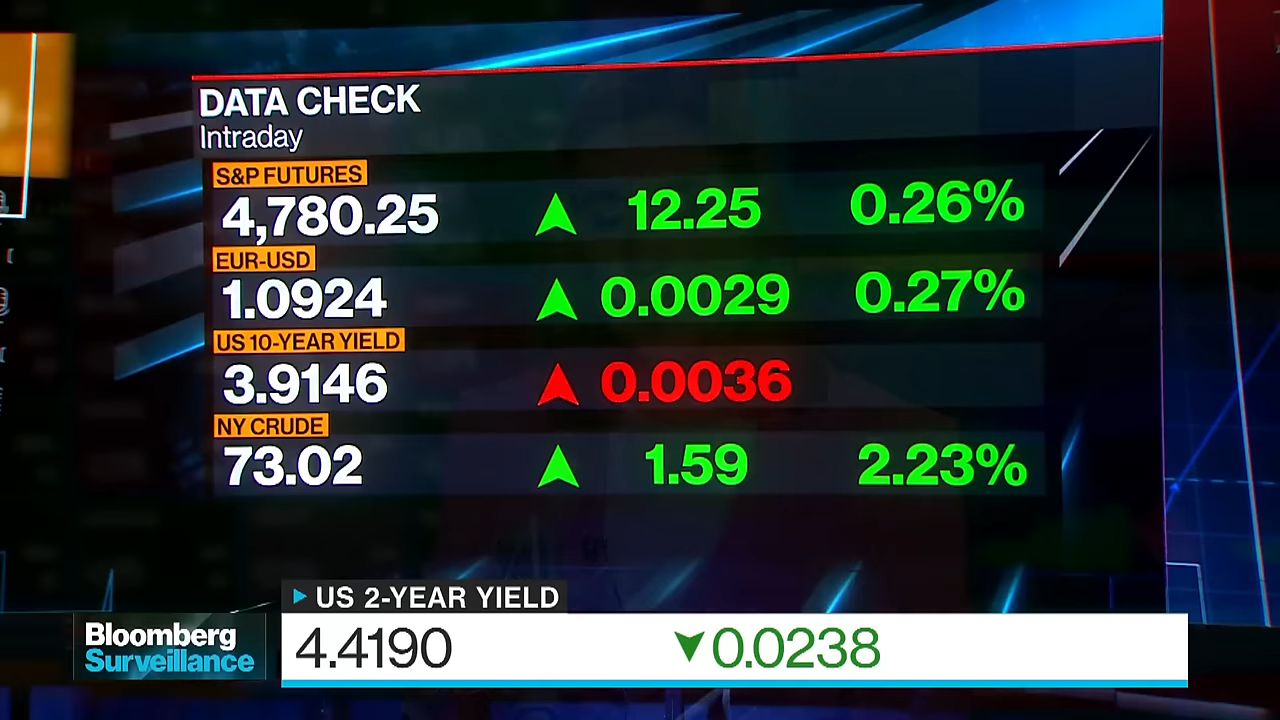 DATA CHECK
Intraday
S&P FUTURES
4,780.25 ▲ 12.25 0.26%
EUR-USD
1.0924 ▲ 0.0029 0.27%
US 10-YEAR YIELD
3.9146 ▲ 0.0036
NY CRUDE
73.02 ▲ 1.59 2.23%
US 2-YEAR YIELD
4.4190 ▼ 0.0238
Bloomberg
Surveillance